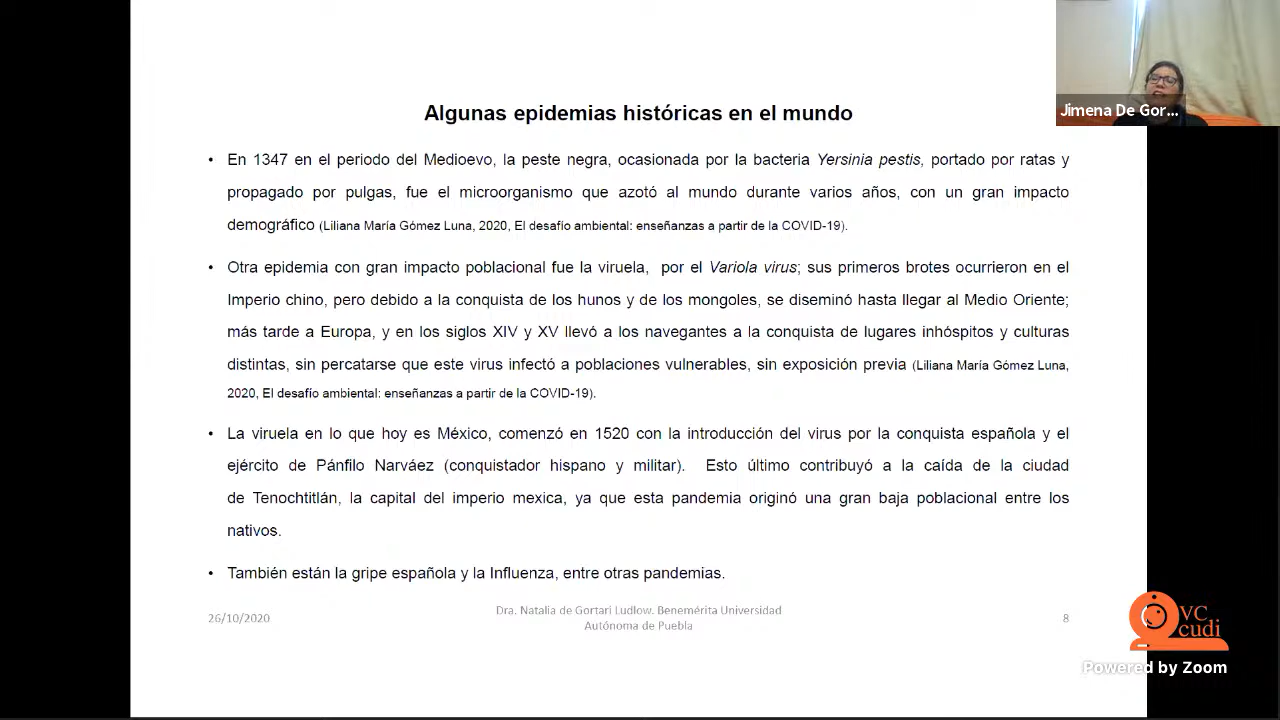 Jimena De Gor...
Algunas epidemias históricas en el mundo
• En 1347 en el periodo del Medioevo, la peste negra, ocasionada por la bacteria Yersinia pestis, portado por ratas y
propagado por pulgas, fue el microorganismo que azotó al mundo durante varios años, con un gran impacto
demográfico (Liliana María Gómez Luna, 2020, El desafío ambiental: enseñanzas a partir de la COVID-19).
• Otra epidemia con gran impacto poblacional fue la viruela, por el Variola virus; sus primeros brotes ocurrieron en el
Imperio chino, pero debido a la conquista de los hunos y de los mongoles, se diseminó hasta llegar al Medio Oriente;
más tarde a Europa, y en los siglos XIV y XV llevó a los navegantes a la conquista de lugares inhóspitos y culturas
distintas, sin percatarse que este virus infectó a poblaciones vulnerables, sin exposición previa (Liliana María Gómez Luna,
2020, El desafío ambiental: enseñanzas a partir de la COVID-19).
• La viruela en lo que hoy es México, comenzó en 1520 con la introducción del virus por la conquista española y el
ejército de Pánfilo Narváez (conquistador hispano y militar). Esto último contribuyó a la caída de la ciudad
de Tenochtitlán, la capital del imperio mexica, ya que esta pandemia originó una gran baja poblacional entre los
nativos.
• También están la gripe española y la Influenza, entre otras pandemias.
26/10/2020
Dra. Natalia de Gortari Ludlow. Benemérita Universidad
Autónoma de Puebla
8
VC
cudi
Powered by Zoom